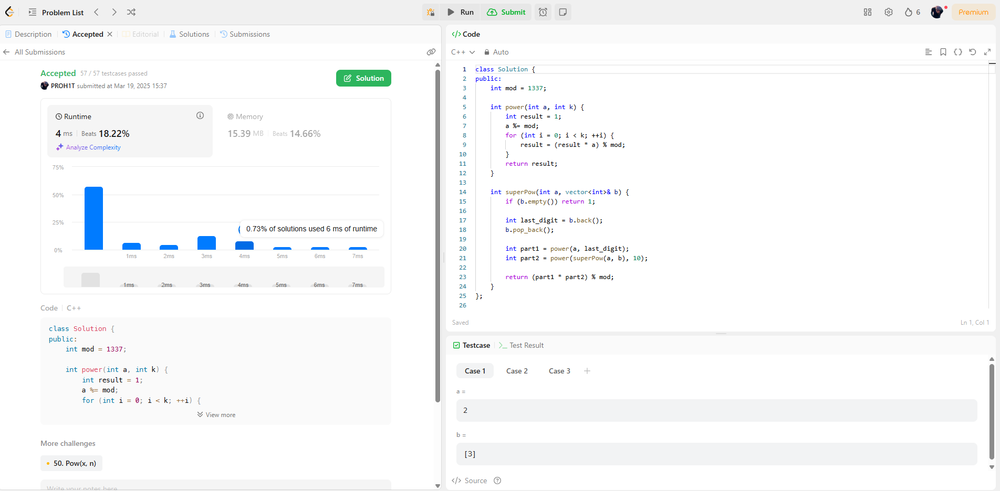 Problem List
Run
Submit
6
Premium
Description
Accepted
Editorial
Solutions
Submissions
All Submissions
Accepted 57 / 57 testcases passed
PROH1T submitted at Mar 19, 2025 15:37
Solution
Runtime
4 ms Beats 18.22%
Analyze Complexity
Memory
15.39 MB Beats 14.66%
75%
50%
25%
0%
0.73% of solutions used 6 ms of runtime
1ms 2ms 3ms 4ms 5ms 6ms 7ms
1ms 2ms 3ms 4ms 5ms 6ms 7ms
Code C++
class Solution {
public:
    int mod = 1337;
    int power(int a, int k) {
        int result = 1;
        a %= mod;
        for (int i = 0; i < k; ++i) {
View more
More challenges
50. Pow(x, n)
Write your notes here
</> Code
C++ Auto
1 class Solution {
2 public:
3     int mod = 1337;
4
5     int power(int a, int k) {
6         int result = 1;
7         a %= mod;
8         for (int i = 0; i < k; ++i) {
9             result = (result * a) % mod;
10         }
11         return result;
12     }
13
14     int superPow(int a, vector<int>& b) {
15         if (b.empty()) return 1;
16
17         int last_digit = b.back();
18         b.pop_back();
19
20         int part1 = power(a, last_digit);
21         int part2 = power(superPow(a, b), 10);
22
23         return (part1 * part2) % mod;
24     }
25 };
26
Saved
Ln 1, Col 1
Testcase
Test Result
Case 1 Case 2 Case 3 +
a =
2
b =
[3]
</> Source